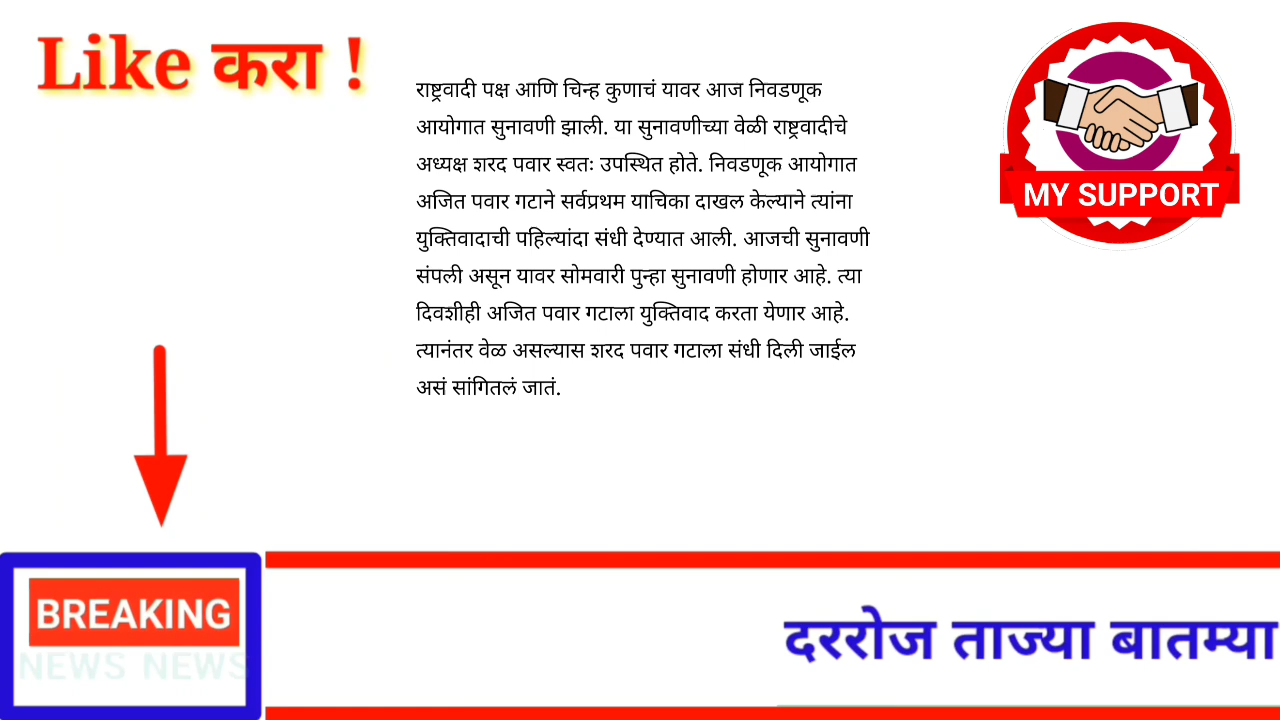 Like करा !
राष्ट्रवादी पक्ष आणि चिन्ह कुणाचं यावर आज निवडणूक
आयोगात सुनावणी झाली. या सुनावणीच्या वेळी राष्ट्रवादीचे
अध्यक्ष शरद पवार स्वतः उपस्थित होते. निवडणूक आयोगात
अजित पवार गटाने सर्वप्रथम याचिका दाखल केल्याने त्यांना
युक्तिवादाची पहिल्यांदा संधी देण्यात आली. आजची सुनावणी
संपली असून यावर सोमवारी पुन्हा सुनावणी होणार आहे. त्या
दिवशीही अजित पवार गटाला युक्तिवाद करता येणार आहे.
त्यानंतर वेळ असल्यास शरद पवार गटाला संधी दिली जाईल
असं सांगितलं जातं.
MY SUPPORT
BREAKING
NEWS NEWS
दररोज ताज्या बातम्या